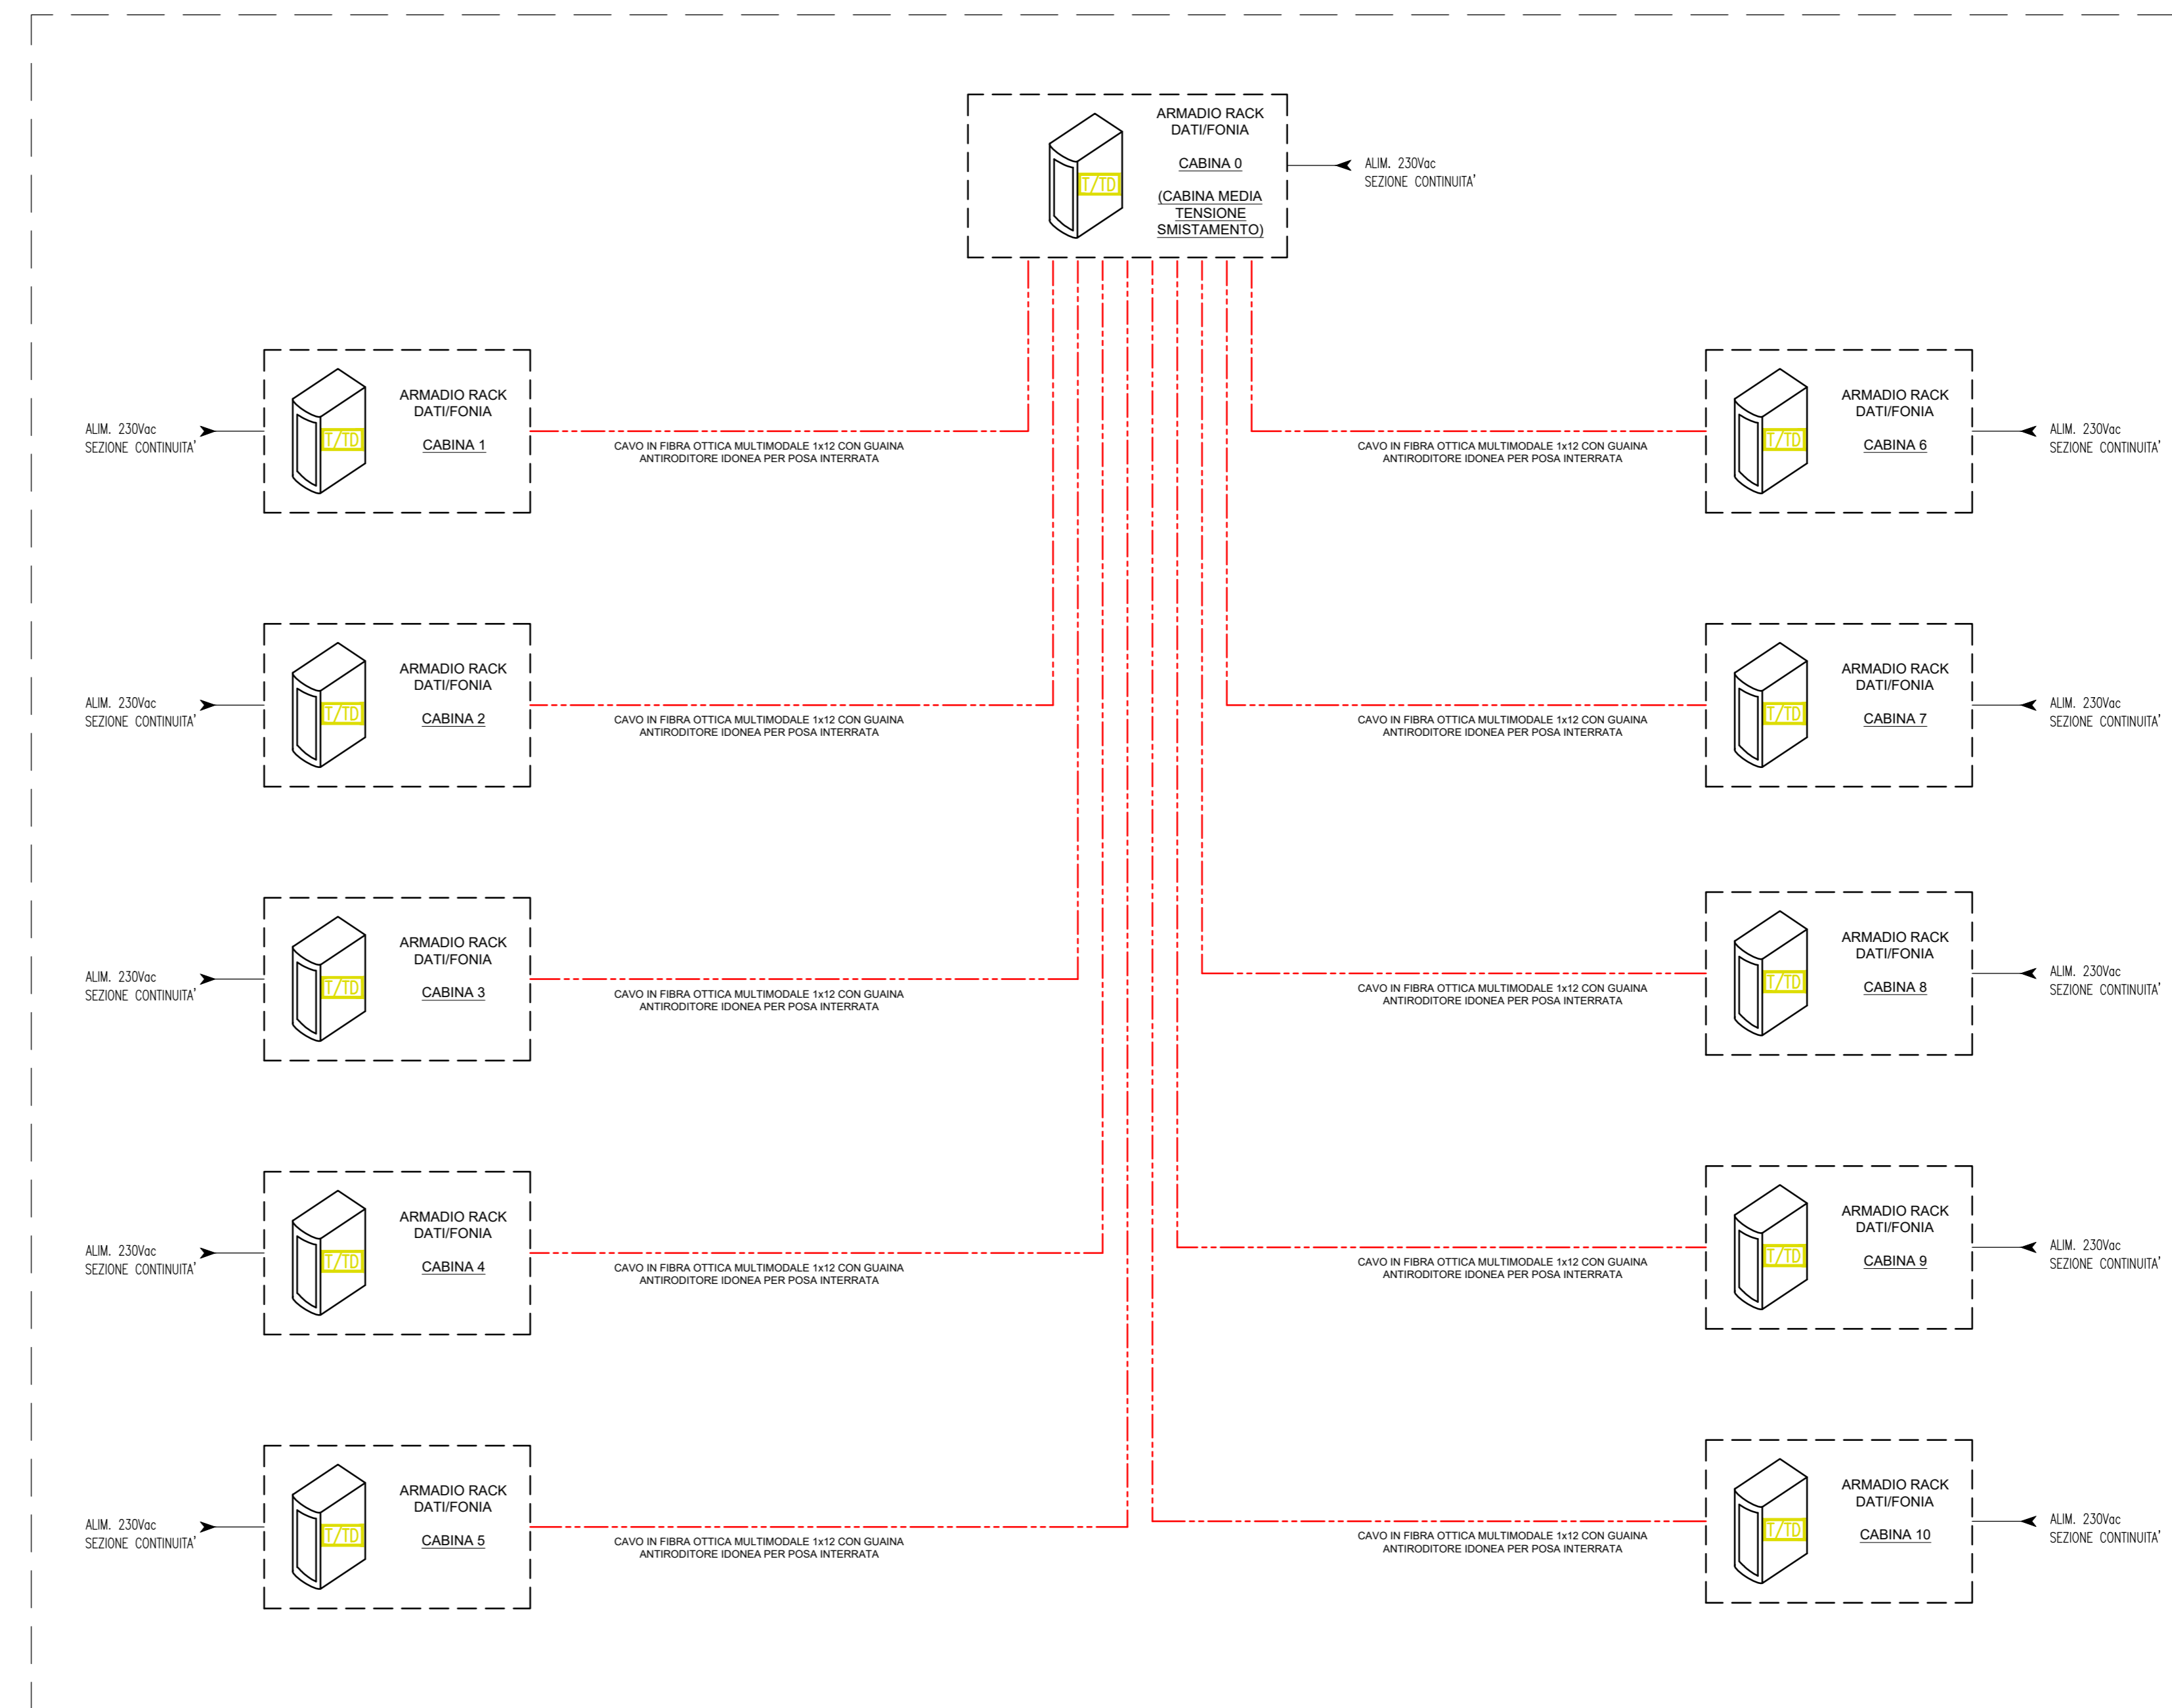 ARMADIO RACK
DATI/FONIA
CABINA 0
(CABINA MEDIA
TENSIONE
SMISTAMENTO)
T/TD
ALIM. 230Vac
SEZIONE CONTINUITA'
ALIM. 230Vac
SEZIONE CONTINUITA'
T/TD
ARMADIO RACK
DATI/FONIA
CABINA 1
CAVO IN FIBRA OTTICA MULTIMODALE 1x12 CON GUAINA
ANTIRODITORE IDONEA PER POSA INTERRATA
CAVO IN FIBRA OTTICA MULTIMODALE 1x12 CON GUAINA
ANTIRODITORE IDONEA PER POSA INTERRATA
T/TD
ARMADIO RACK
DATI/FONIA
CABINA 6
ALIM. 230Vac
SEZIONE CONTINUITA'
ALIM. 230Vac
SEZIONE CONTINUITA'
T/TD
ARMADIO RACK
DATI/FONIA
CABINA 2
CAVO IN FIBRA OTTICA MULTIMODALE 1x12 CON GUAINA
ANTIRODITORE IDONEA PER POSA INTERRATA
CAVO IN FIBRA OTTICA MULTIMODALE 1x12 CON GUAINA
ANTIRODITORE IDONEA PER POSA INTERRATA
T/TD
ARMADIO RACK
DATI/FONIA
CABINA 7
ALIM. 230Vac
SEZIONE CONTINUITA'
ALIM. 230Vac
SEZIONE CONTINUITA'
T/TD
ARMADIO RACK
DATI/FONIA
CABINA 3
CAVO IN FIBRA OTTICA MULTIMODALE 1x12 CON GUAINA
ANTIRODITORE IDONEA PER POSA INTERRATA
CAVO IN FIBRA OTTICA MULTIMODALE 1x12 CON GUAINA
ANTIRODITORE IDONEA PER POSA INTERRATA
T/TD
ARMADIO RACK
DATI/FONIA
CABINA 8
ALIM. 230Vac
SEZIONE CONTINUITA'
ALIM. 230Vac
SEZIONE CONTINUITA'
T/TD
ARMADIO RACK
DATI/FONIA
CABINA 4
CAVO IN FIBRA OTTICA MULTIMODALE 1x12 CON GUAINA
ANTIRODITORE IDONEA PER POSA INTERRATA
CAVO IN FIBRA OTTICA MULTIMODALE 1x12 CON GUAINA
ANTIRODITORE IDONEA PER POSA INTERRATA
T/TD
ARMADIO RACK
DATI/FONIA
CABINA 9
ALIM. 230Vac
SEZIONE CONTINUITA'
ALIM. 230Vac
SEZIONE CONTINUITA'
T/TD
ARMADIO RACK
DATI/FONIA
CABINA 5
CAVO IN FIBRA OTTICA MULTIMODALE 1x12 CON GUAINA
ANTIRODITORE IDONEA PER POSA INTERRATA
CAVO IN FIBRA OTTICA MULTIMODALE 1x12 CON GUAINA
ANTIRODITORE IDONEA PER POSA INTERRATA
T/TD
ARMADIO RACK
DATI/FONIA
CABINA 10
ALIM. 230Vac
SEZIONE CONTINUITA'